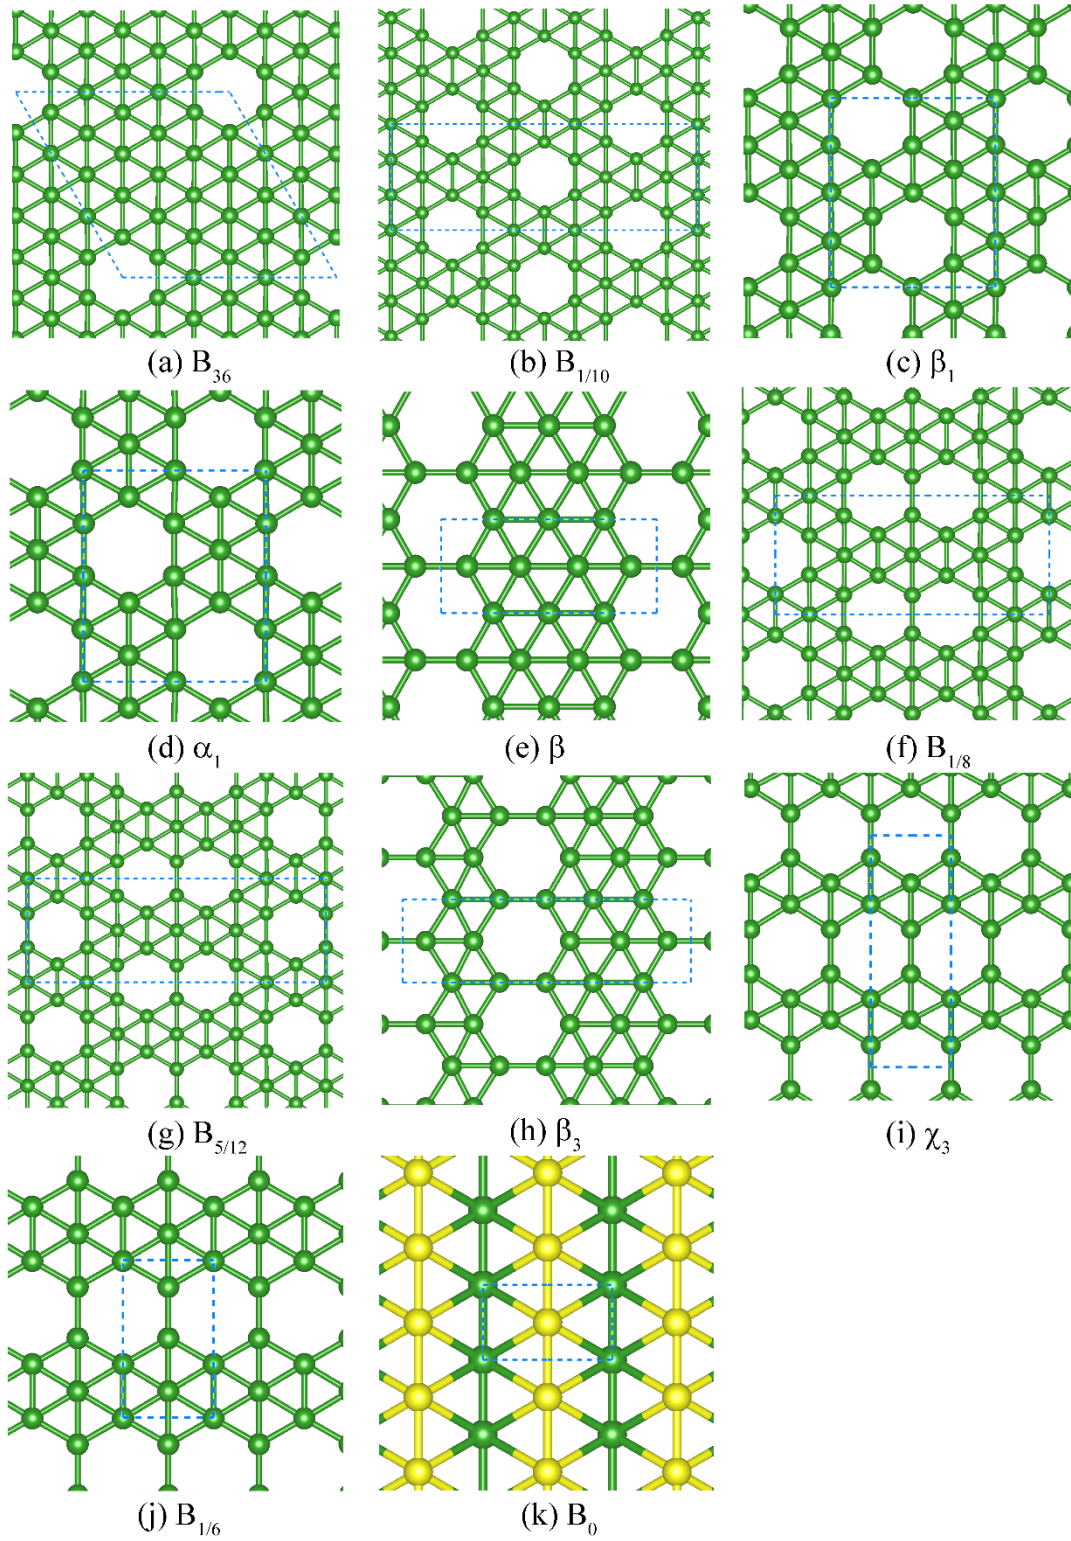 (a) B₃₆
(b) B₁/₁₀
(c) β₁
(d) α₁
(e) β
(f) B₁/₈
(g) B₅/₁₂
(h) β₃
(i) χ₃
(j) B₁/₆
(k) B₀